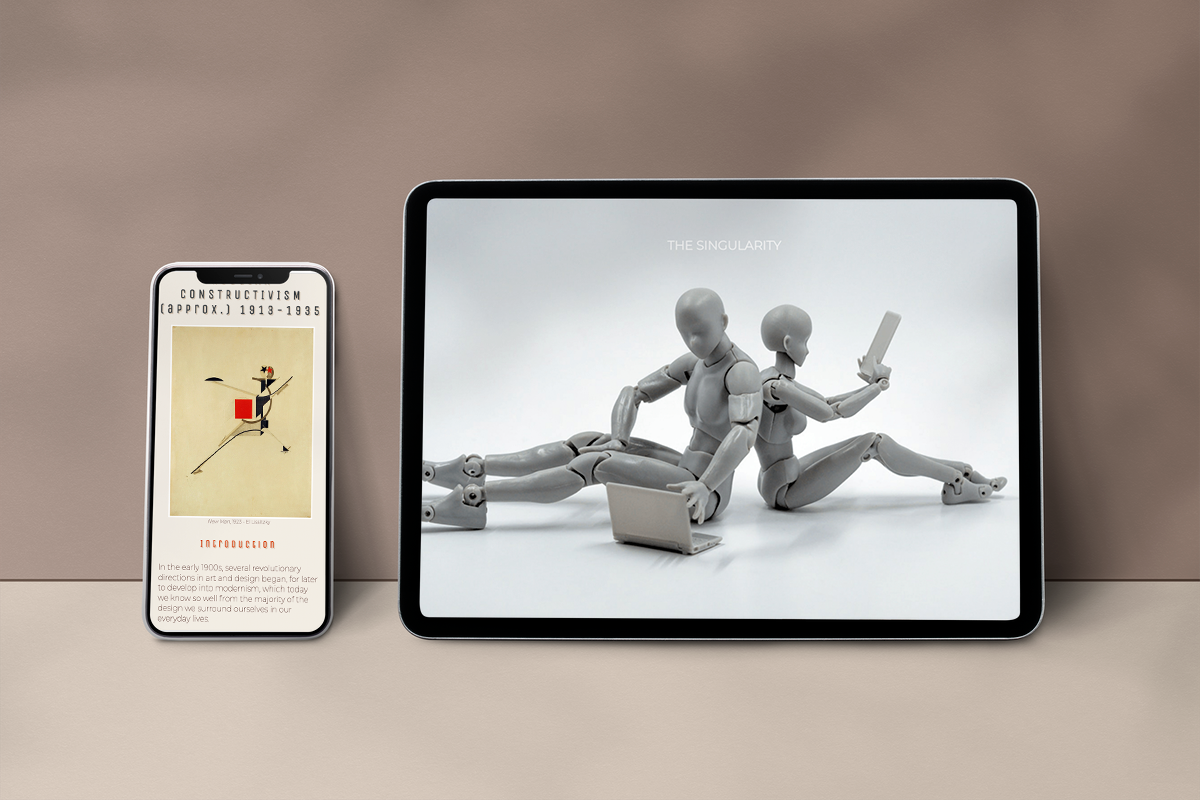 CONSTRUCTIVISM
(approx.) 1913-1935
New Man, 1923 - El Lissitzky
Introduction
In the early 1900s, several revolutionary
directions in art and design began, for later
to develop into modernism, which today
we know so well from the majority of the
design we surround ourselves in our
everyday lives.
THE SINGULARITY